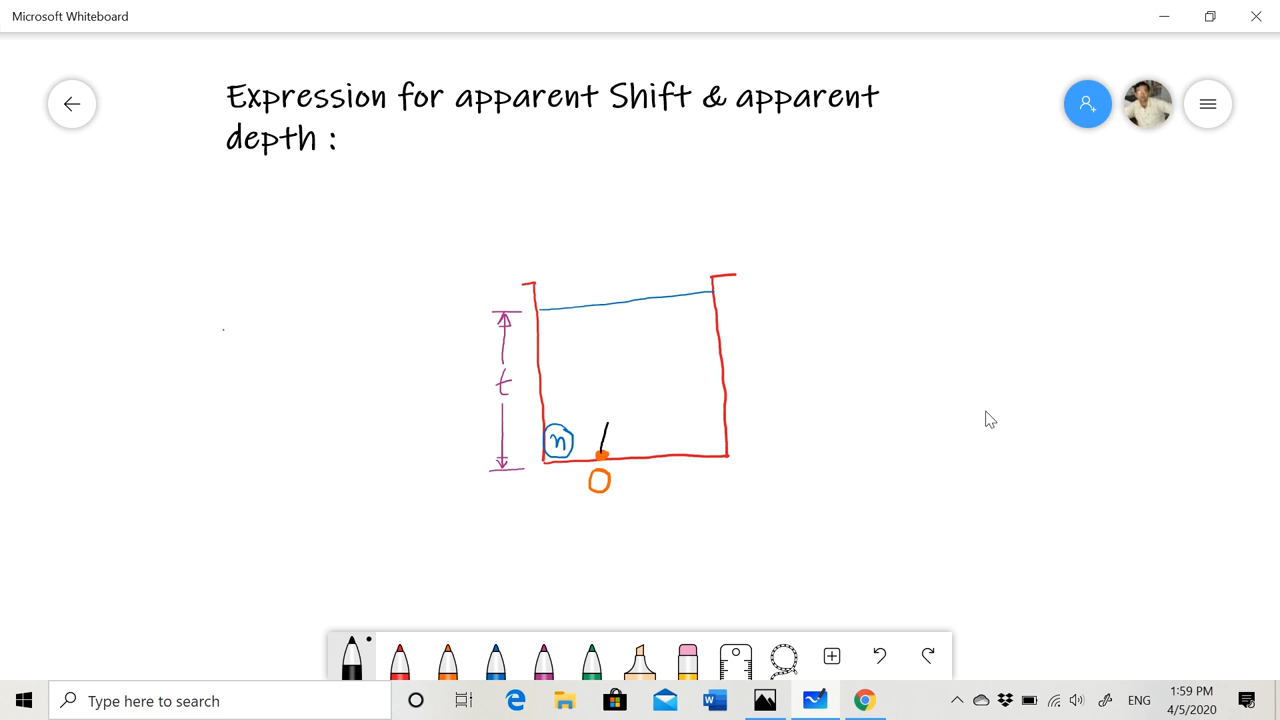 Microsoft Whiteboard
Expression for apparent Shift & apparent
depth :
t
n
O
Type here to search
ENG
1:59 PM
4/5/2020